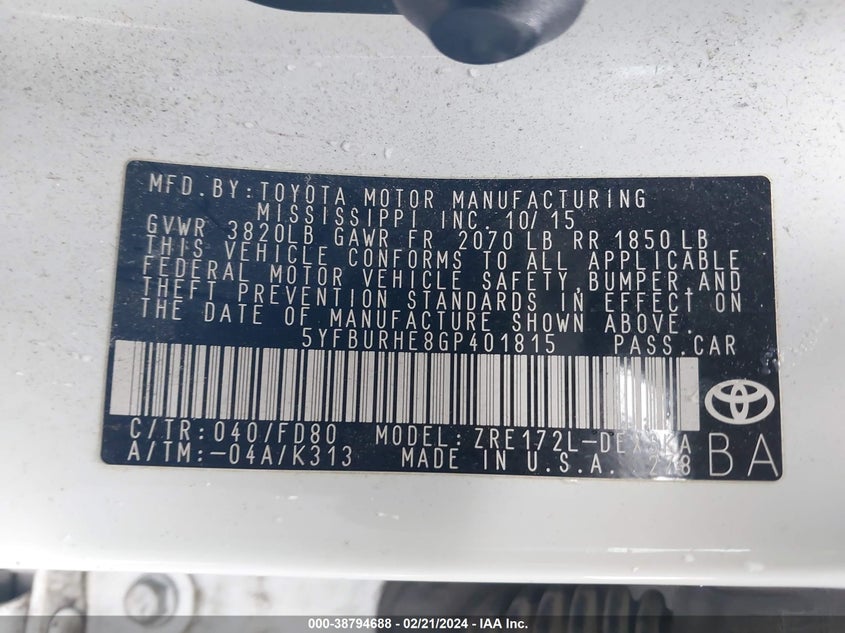 MFD.BY:TOYOTA MOTOR MANUFACTURING
MISSISSIPPI INC. 10/15
GVWR 3820LB GAWR FR 2070 LB RR 1850 LB
THIS VEHICLE CONFORMS TO ALL APPLICABLE
FEDERAL MOTOR VEHICLE SAFETY,BUMPER,AND
THEFT PREVENTION STANDARDS IN EFFECT ON
THE DATE OF MANUFACTURE SHOWN ABOVE.
5YFBURHE8GP401815 PASS.CAR
C/TR:040/FD80 MODEL:
A/TM:-04A/K313 MADE IN U.S.A.
BA
000-38794688 - 02/21/2024 - IAA Inc.